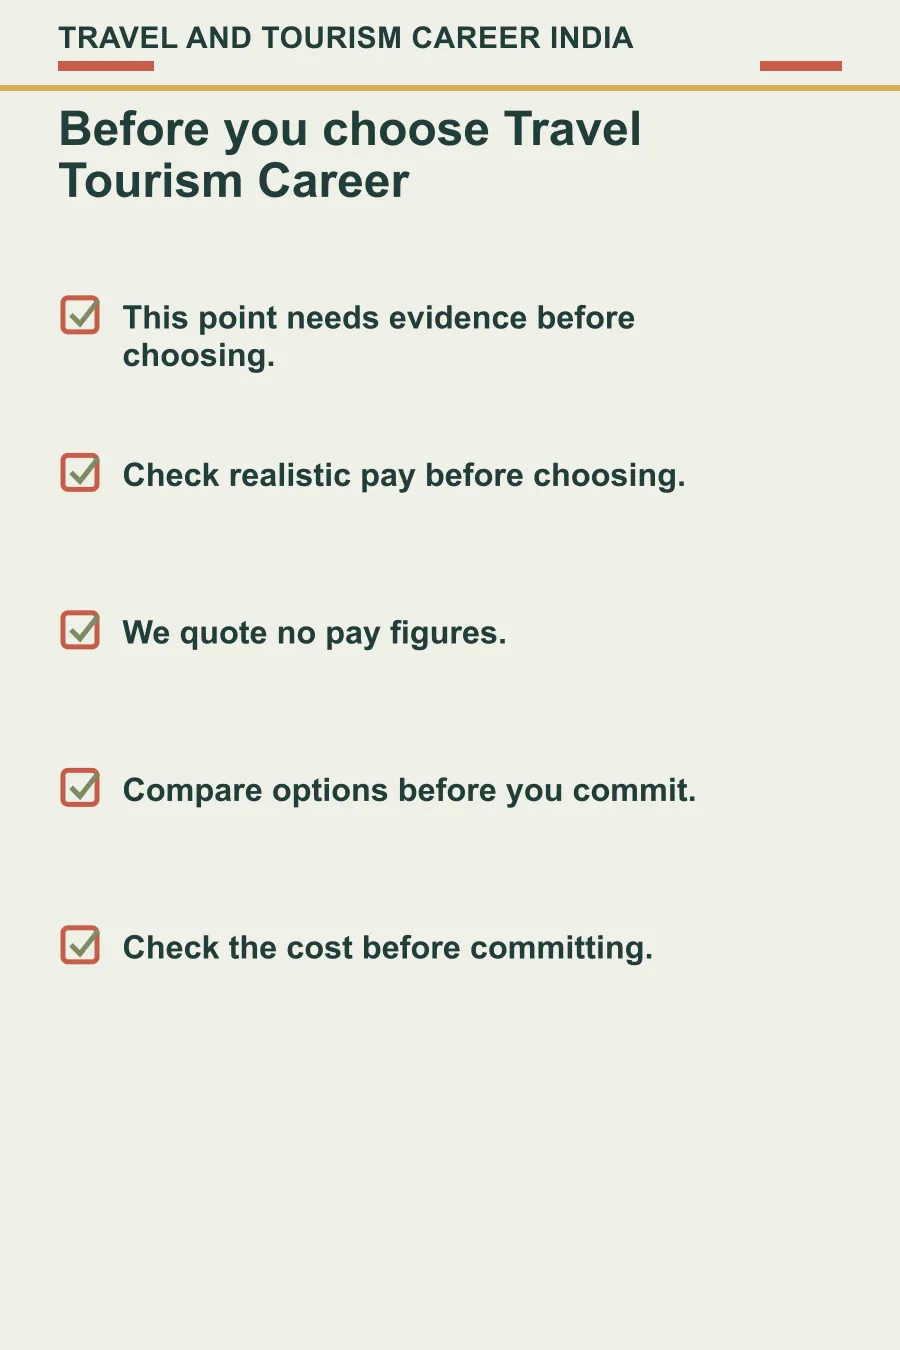 TRAVEL AND TOURISM CAREER INDIA
Before you choose Travel
Tourism Career
This point needs evidence before
choosing.
Check realistic pay before choosing.
We quote no pay figures.
Compare options before you commit.
Check the cost before committing.